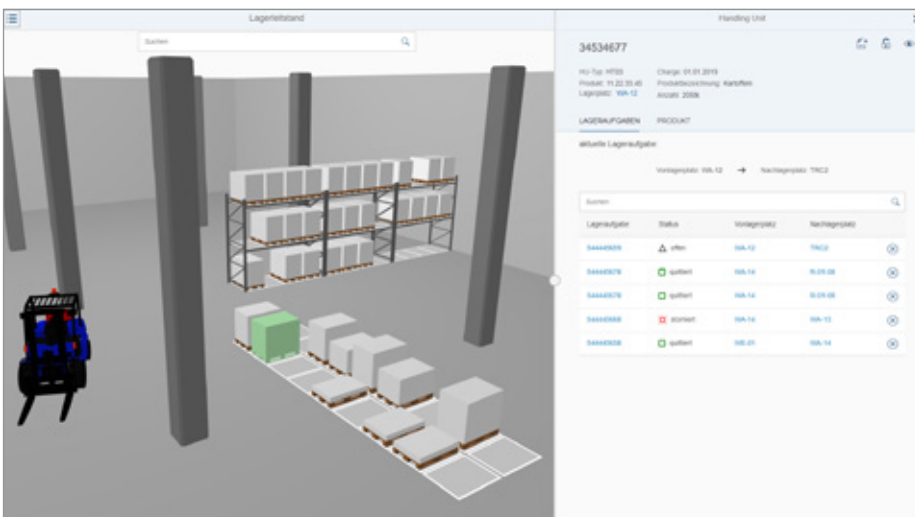 Lagerleitstand
Suchen
Handling Unit
34534677
HU-Typ: HT03
Charge: 01.01.2019
Produkt: 11.22.33.45
Produktbezeichnung: Kartoffeln
Lagerplatz: WA-12
Anzahl:
LAGERAUFGABEN PRODUKT
aktuelle Lageraufgabe:
Vonlagerplatz: WA-12 → Nachlagerplatz: TRC2
Suchen
Lageraufgabe Status Vonlagerplatz Nachlagerplatz
offen WA-12 TRC2
quittiert WA-14
quittiert WA-14
storniert WA-14 WA-13
quittiert WE-01 WA-14